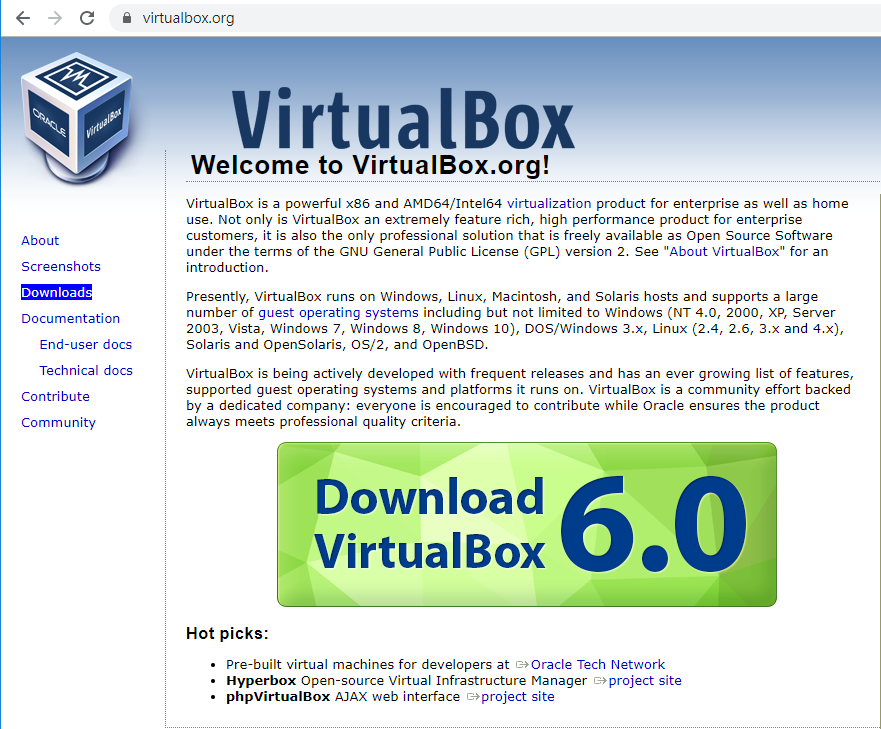 virtualbox.org
ORACLE
VirtualBox
VirtualBox
Welcome to VirtualBox.org!
About
Screenshots
Downloads
Documentation
End-user docs
Technical docs
Contribute
Community
VirtualBox is a powerful x86 and AMD64/Intel64 virtualization product for enterprise as well as home
use. Not only is VirtualBox an extremely feature rich, high performance product for enterprise
customers, it is also the only professional solution that is freely available as Open Source Software
under the terms of the GNU General Public License (GPL) version 2. See "About VirtualBox" for an
introduction.
Presently, VirtualBox runs on Windows, Linux, Macintosh, and Solaris hosts and supports a large
number of guest operating systems including but not limited to Windows (NT 4.0, 2000, XP, Server
2003, Vista, Windows 7, Windows 8, Windows 10), DOS/Windows 3.x, Linux (2.4, 2.6, 3.x and 4.x),
Solaris and OpenSolaris, OS/2, and OpenBSD.
VirtualBox is being actively developed with frequent releases and has an ever growing list of features,
supported guest operating systems and platforms it runs on. VirtualBox is a community effort backed
by a dedicated company: everyone is encouraged to contribute while Oracle ensures the product
always meets professional quality criteria.
Download
VirtualBox 6.0
Hot picks:
Pre-built virtual machines for developers at Oracle Tech Network
Hyperbox Open-source Virtual Infrastructure Manager project site
phpVirtualBox AJAX web interface project site